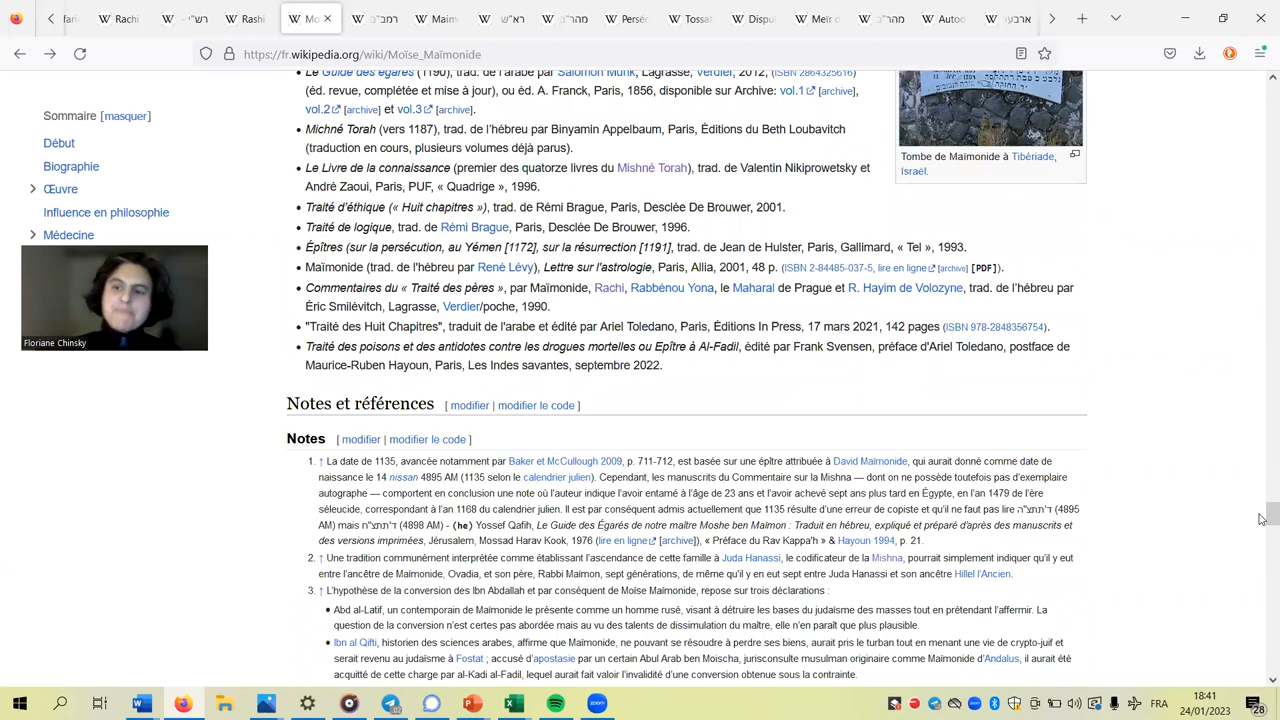 fari
Rachi
רש"י -
Rashi
Mo
רמב"ם
Maim
רא"ש
מהר"ם
Persé
Tossat
Disput
Meïr d
מהר"ם
Autod
ארבעו
https://fr.wikipedia.org/wiki/Moïse_Maïmonide
Le Guide des égarés (1190), trad. de l'arabe par Salomon Munk, Lagrasse, Verdier, 2012, (ISBN 2864325616)
(éd. revue, complétée et mise à jour), ou éd. A. Franck, Paris, 1856, disponible sur Archive: vol.1 [archive],
vol.2 [archive] et vol.3 [archive].
Michné Torah (vers 1187), trad. de l'hébreu par Binyamin Appelbaum, Paris, Éditions du Beth Loubavitch
(traduction en cours, plusieurs volumes déjà parus).
Le Livre de la connaissance (premier des quatorze livres du Mishné Torah), trad. de Valentin Nikiprowetsky et
André Zaoui, Paris, PUF, « Quadrige », 1996.
Traité d'éthique (« Huit chapitres »), trad. de Rémi Brague, Paris, Desclée De Brouwer, 2001.
Traité de logique, trad. de Rémi Brague, Paris, Desclée De Brouwer, 1996.
Épîtres (sur la persécution, au Yémen [1172], sur la résurrection [1191], trad. de Jean de Hulster, Paris, Gallimard, « Tel », 1993.
Maïmonide (trad. de l'hébreu par René Lévy), Lettre sur l'astrologie, Paris, Allia, 2001, 48 p. (ISBN 2-84485-037-5, lire en ligne [archive] [PDF]).
Commentaires du « Traité des pères », par Maïmonide, Rachi, Rabbénou Yona, le Maharal de Prague et R. Hayim de Volozyne, trad. de l'hébreu par
Éric Smilévitch, Lagrasse, Verdier/poche, 1990.
"Traité des Huit Chapitres", traduit de l'arabe et édité par Ariel Toledano, Paris, Éditions In Press, 17 mars 2021, 142 pages (ISBN 978-2848356754).
Traité des poisons et des antidotes contre les drogues mortelles ou Epître à Al-Fadil, édité par Frank Svensen, préface d'Ariel Toledano, postface de
Maurice-Ruben Hayoun, Paris, Les Indes savantes, septembre 2022.
Tombe de Maïmonide à Tibériade,
Israël.
Sommaire [masquer]
Début
Biographie
Œuvre
Influence en philosophie
Médecine
Floriane Chinsky
Notes et références [ modifier | modifier le code ]
Notes [ modifier | modifier le code ]
1. ↑ La date de 1135, avancée notamment par Baker et McCullough 2009, p. 711-712, est basée sur une épître attribuée à David Maïmonide, qui aurait donné comme date de
naissance le 14 nissan 4895 AM (1135 selon le calendrier julien). Cependant, les manuscrits du Commentaire sur la Mishna — dont on ne possède toutefois pas d'exemplaire
autographe — comportent en conclusion une note où l'auteur indique l'avoir entamé à l'âge de 23 ans et l'avoir achevé sept ans plus tard en Égypte, en l'an 1479 de l'ère
séleucide, correspondant à l'an 1168 du calendrier julien. Il est par conséquent admis actuellement que 1135 résulte d'une erreur de copiste et qu'il ne faut pas lire ד'תתצ"ה (4895
AM) mais ד'תתצ"ח (4898 AM) - (he) Yossef Qafih, Le Guide des Égarés de notre maître Moshe ben Maïmon : Traduit en hébreu, expliqué et préparé d'après des manuscrits et
des versions imprimées, Jérusalem, Mossad Harav Kook, 1976 (lire en ligne [archive]), « Préface du Rav Kappa'h » & Hayoun 1994, p. 21.
2. ↑ Une tradition communément interprétée comme établissant l'ascendance de cette famille à Juda Hanassi, le codificateur de la Mishna, pourrait simplement indiquer qu'il y eut
entre l'ancêtre de Maïmonide, Ovadia, et son père, Rabbi Maïmon, sept générations, de même qu'il y en eut sept entre Juda Hanassi et son ancêtre Hillel l'Ancien.
3. ↑ L'hypothèse de la conversion des Ibn Abdallah et par conséquent de Moïse Maïmonide, repose sur trois déclarations :
Abd al-Latif, un contemporain de Maïmonide le présente comme un homme rusé, visant à détruire les bases du judaïsme des masses tout en prétendant l'affermir. La
question de la conversion n'est certes pas abordée mais au vu des talents de dissimulation du maître, elle n'en paraît que plus plausible.
Ibn al Qifti, historien des sciences arabes, affirme que Maïmonide, ne pouvant se résoudre à perdre ses biens, aurait pris le turban tout en menant une vie de crypto-juif et
serait revenu au judaïsme à Fostat ; accusé d'apostasie par un certain Abul Arab ben Moischa, jurisconsulte musulman originaire comme Maïmonide d'Andalus, il aurait été
acquitté de cette charge par al-Kadi al-Fadil, lequel aurait fait valoir l'invalidité d'une conversion obtenue sous la contrainte.
FRA
18:41
24/01/2023
28